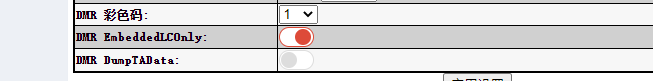 DMR 彩色码: 1
DMR EmbeddedLCOnly:
DMR DumpTAData: